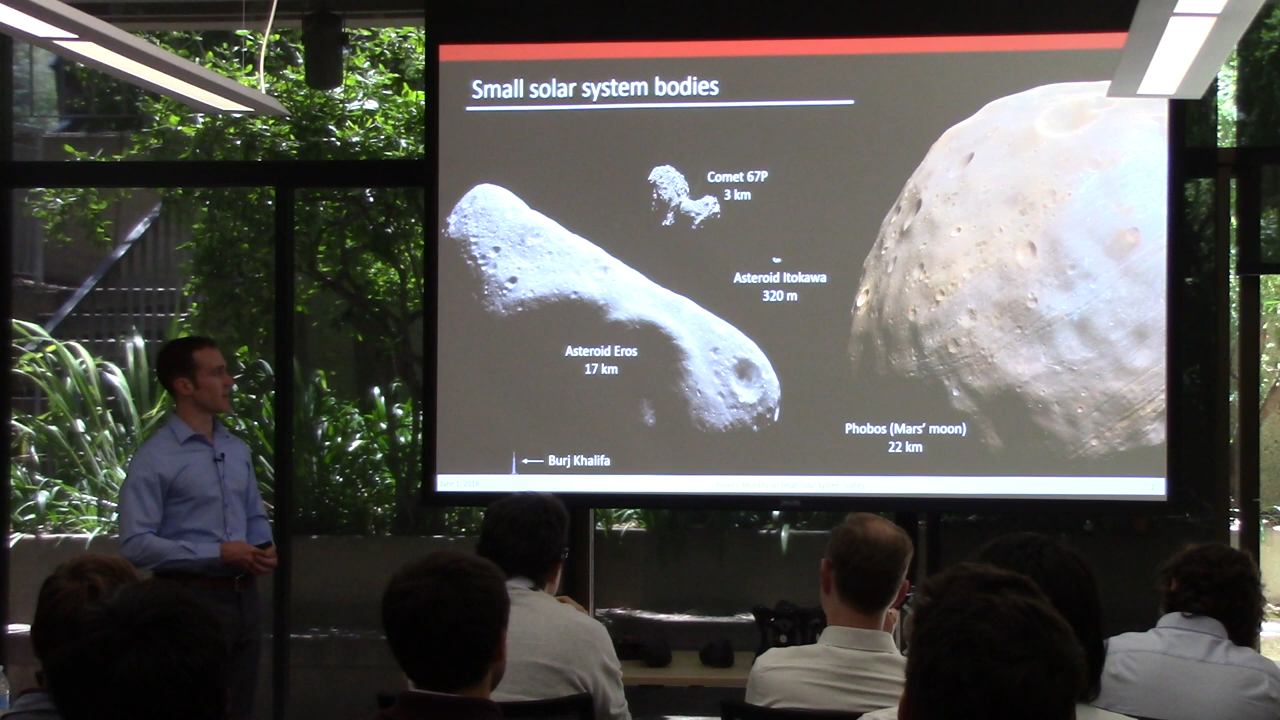 Small solar system bodies
Comet 67P
3 km
Asteroid Itokawa
320 m
Asteroid Eros
17 km
Phobos (Mars' moon)
22 km
Burj Khalifa